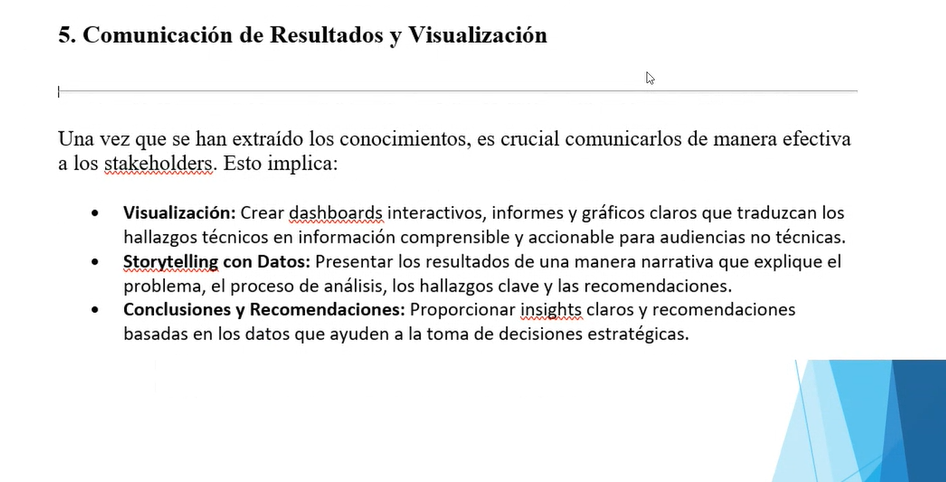 5. Comunicación de Resultados y Visualización
Una vez que se han extraído los conocimientos, es crucial comunicarlos de manera efectiva
a los stakeholders. Esto implica:
• Visualización: Crear dashboards interactivos, informes y gráficos claros que traduzcan los
hallazgos técnicos en información comprensible y accionable para audiencias no técnicas.
• Storytelling con Datos: Presentar los resultados de una manera narrativa que explique el
problema, el proceso de análisis, los hallazgos clave y las recomendaciones.
• Conclusiones y Recomendaciones: Proporcionar insights claros y recomendaciones
basadas en los datos que ayuden a la toma de decisiones estratégicas.